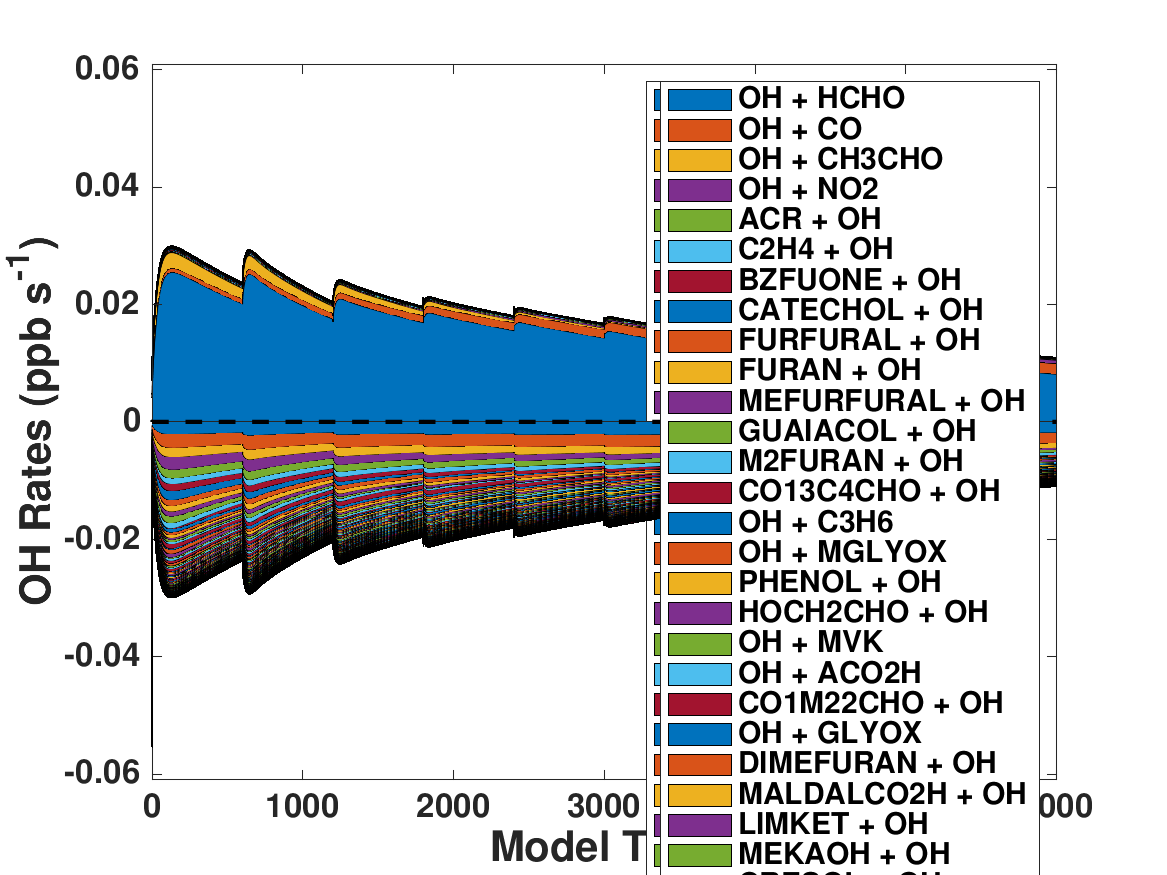 0.06
0.04
0.02
0
-0.02
-0.04
-0.06
OH Rates (ppb s-1)
0
1000
2000
3000
000
Model T
OH + HCHO
OH + CO
OH + CH3CHO
OH + NO2
ACR + OH
C2H4 + OH
BZFUONE + OH
CATECHOL + OH
FURFURAL + OH
FURAN + OH
MEFURFURAL + OH
GUAIACOL + OH
M2FURAN + OH
CO13C4CHO + OH
OH + C3H6
OH + MGLYOX
PHENOL + OH
HOCH2CHO + OH
OH + MVK
OH + ACO2H
CO1M22CHO + OH
OH + GLYOX
DIMEFURAN + OH
MALDALCO2H + OH
LIMKET + OH
MEKAOH + OH